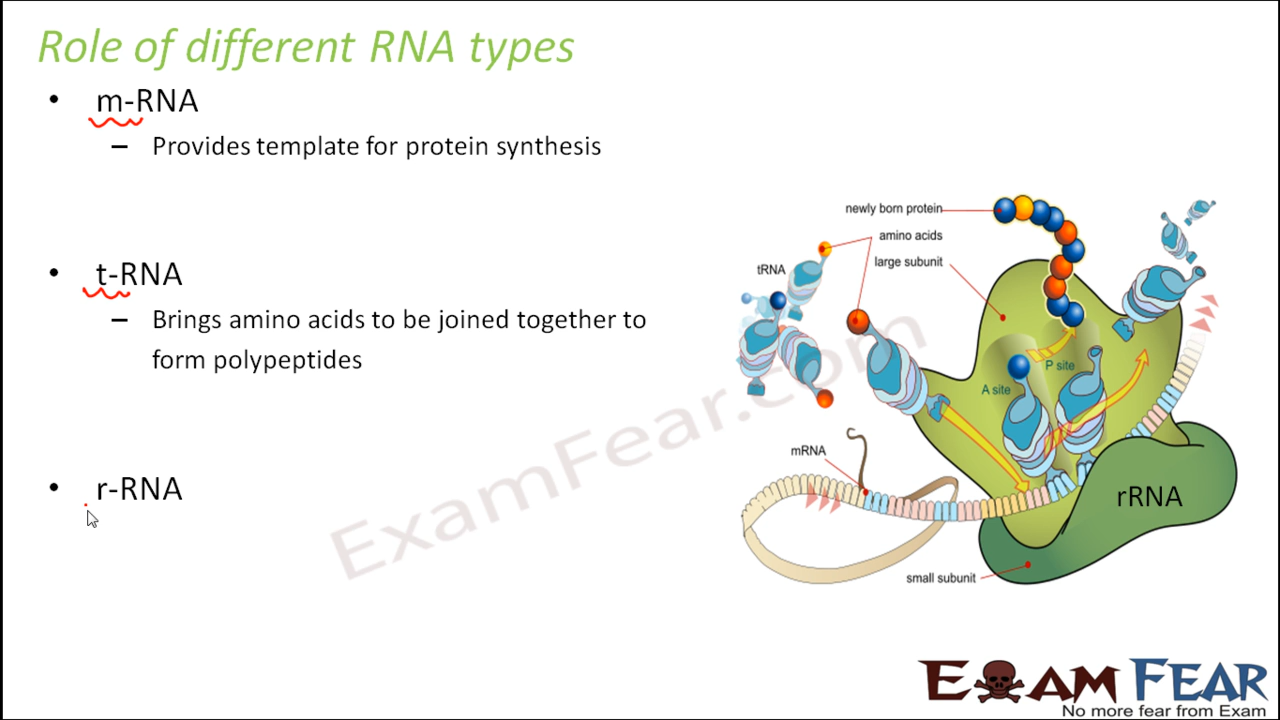 Role of different RNA types
• m-RNA
– Provides template for protein synthesis
• t-RNA
– Brings amino acids to be joined together to
form polypeptides
• r-RNA
newly born protein
amino acids
large subunit
tRNA
P site
A site
mRNA
rRNA
small subunit
ExamFear.com
EXAM FEAR
No more fear from Exam